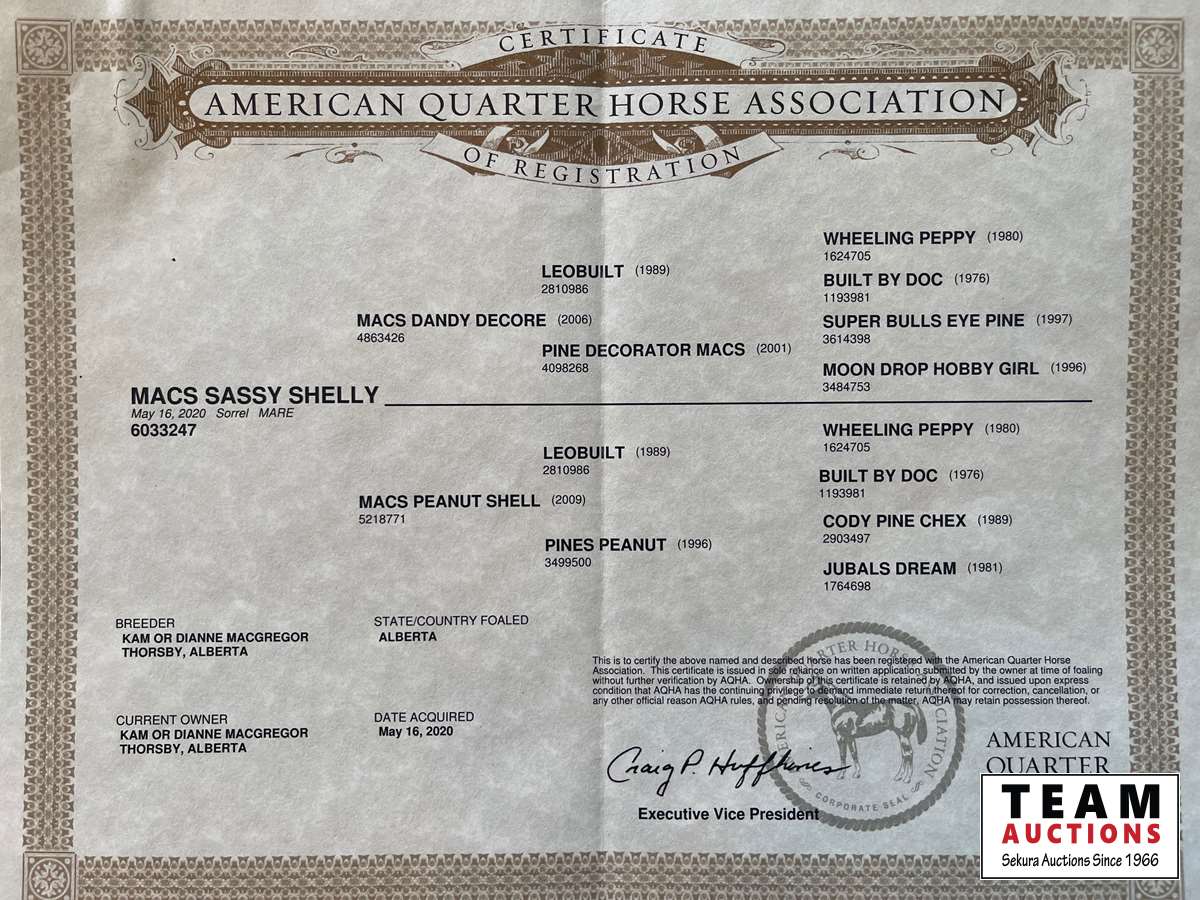 CERTIFICATE
AMERICAN QUARTER HORSE ASSOCIATION
OF REGISTRATION
WHEELING PEPPY (1980)
1624705
LEOBUILT (1989)
2810986
BUILT BY DOC (1976)
1193981
MACS DANDY DECORE (2006)
4863426
SUPER BULLS EYE PINE (1997)
3614398
PINE DECORATOR MACS (2001)
4098268
MOON DROP HOBBY GIRL (1996)
3484753
MACS SASSY SHELLY
May 16, 2020 Sorrel MARE
6033247
WHEELING PEPPY (1980)
1624705
LEOBUILT (1989)
2810986
BUILT BY DOC (1976)
1193981
MACS PEANUT SHELL (2009)
5218771
CODY PINE CHEX (1989)
2903497
PINES PEANUT (1996)
3499500
JUBALS DREAM (1981)
1764698
BREEDER
KAM OR DIANNE MACGREGOR
THORSBY, ALBERTA
STATE/COUNTRY FOALED
ALBERTA
CURRENT OWNER
KAM OR DIANNE MACGREGOR
THORSBY, ALBERTA
DATE ACQUIRED
May 16, 2020
This is to certify the above named and described horse has been registered with the American Quarter Horse
Association. This certificate is issued in sole reliance on written application submitted by the owner at time of foaling
without further verification by AQHA. Ownership of this certificate is retained by AQHA, and issued upon express
condition that AQHA has the continuing privilege to demand immediate return thereof for correction, cancellation, or
any other official reason AQHA rules, and pending resolution of the matter, AQHA may retain possession thereof.
Craig P. Huffhines
Executive Vice President
CORPORATE SEAL
AMERICAN
QUARTER
TEAM
AUCTIONS
Sekura Auctions Since 1966